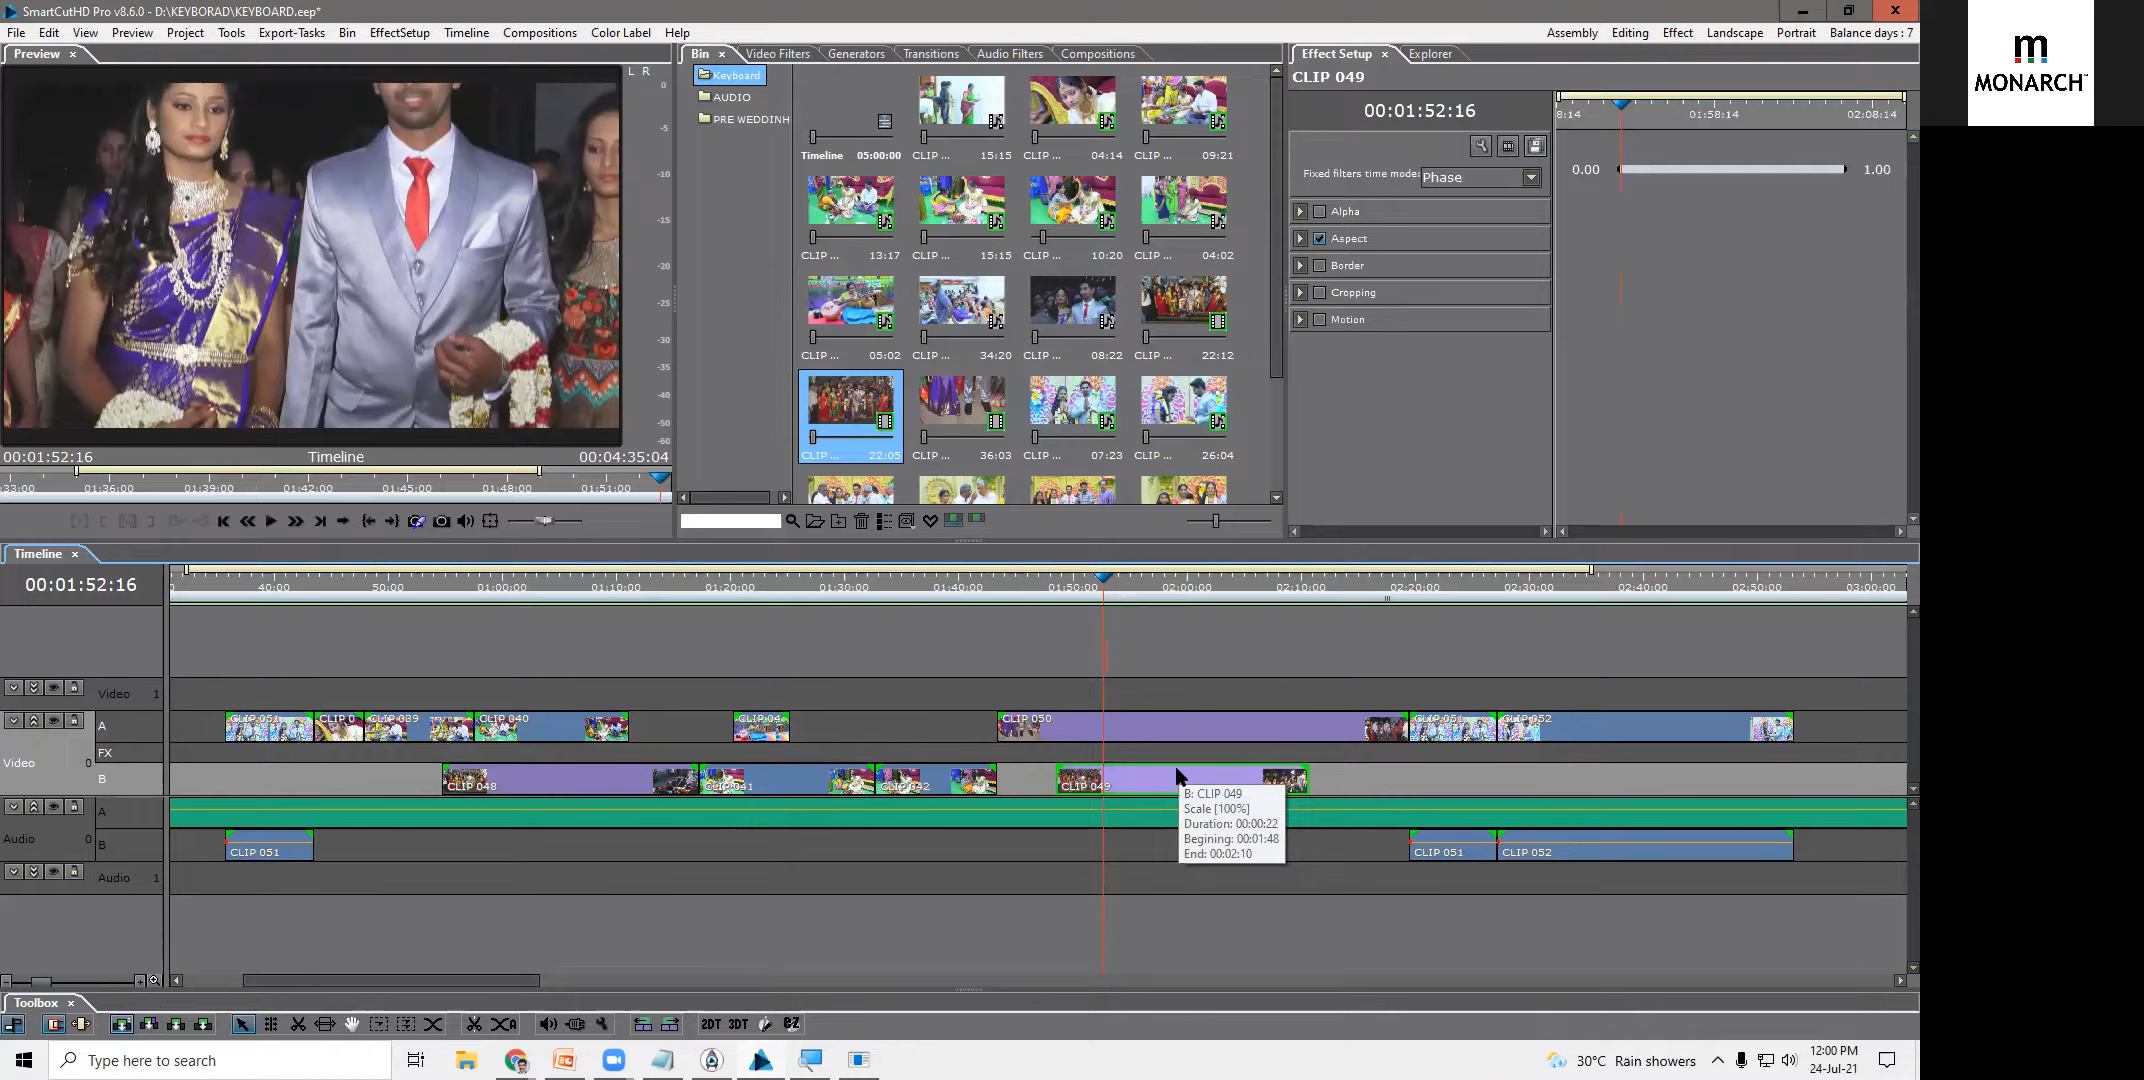 SmartCutHD Pro v8.6.0 - D:\KEYBORAD\KEYBOARD.eep*
File Edit View Preview Project Tools Export-Tasks Bin EffectSetup Timeline Compositions Color Label Help
Assembly Editing Effect Landscape Portrait Balance days : 7
m
MONARCH
Preview
L R
0
-5
-10
-15
-20
-25
-30
-35
-40
-45
-50
-60
00:01:52:16 Timeline 00:04:35:04
:33:00 01:36:00 01:39:00 01:42:00 01:45:00 01:48:00 01:51:00
Bin Video Filters Generators Transitions Audio Filters Compositions
Keyboard
AUDIO
PRE WEDDINH
Timeline 05:00:00 CLIP ... 15:15 CLIP ... 04:14 CLIP ... 09:21
CLIP ... 13:17 CLIP ... 15:15 CLIP ... 10:20 CLIP ... 04:02
CLIP ... 05:02 CLIP ... 34:20 CLIP ... 08:22 CLIP ... 22:12
CLIP ... 22:05 CLIP ... 36:03 CLIP ... 07:23 CLIP ... 26:04
Effect Setup Explorer
CLIP 049
00:01:52:16
8:14 01:58:14 02:08:14
Fixed filters time mode: Phase
0.00 1.00
Alpha
Aspect
Border
Cropping
Motion
Timeline
00:01:52:16
40:00 50:00 01:00:00 01:10:00 01:20:00 01:30:00 01:40:00 01:50:00 02:00:00 02:10:00 02:20:00 02:30:00 02:40:00 02:50:00 03:00:00
Video 1
A CLIP 051 CLIP 0 CLIP 039 CLIP 040 CLIP 04 CLIP 050 CLIP 051 CLIP 052
FX
Video 0
B CLIP 048 CLIP 041 CLIP 042 CLIP 049
B: CLIP 049
Scale [100%]
Duration: 00:00:22
Begining: 00:01:48
End: 00:02:10
A
Audio 0
B CLIP 051 CLIP 051 CLIP 052
Audio 1
Toolbox
2DT 3DT eZ
Type here to search
30°C Rain showers
12:00 PM
24-Jul-21